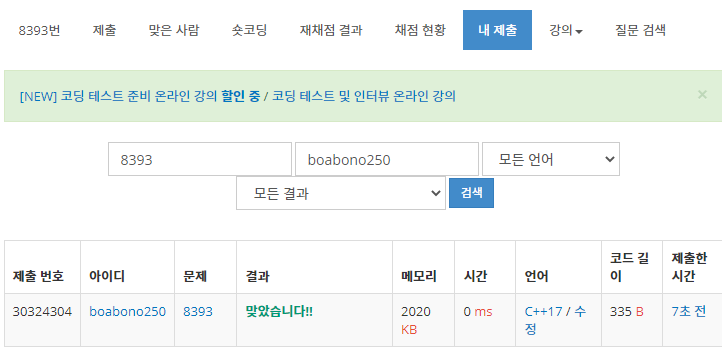 8393번 제출 맞은 사람 숏코딩 재채점 결과 채점 현황 내 제출 강의 질문 검색
[NEW] 코딩 테스트 준비 온라인 강의 할인 중 / 코딩 테스트 및 인터뷰 온라인 강의 ×
8393 boabono250 모든 언어
모든 결과 검색
제출 번호 아이디 문제 결과 메모리 시간 언어 코드 길이 제출한 시간
30324304 boabono250 8393 맞았습니다!! 2020 KB 0 ms C++17 / 수정 335 B 7초 전